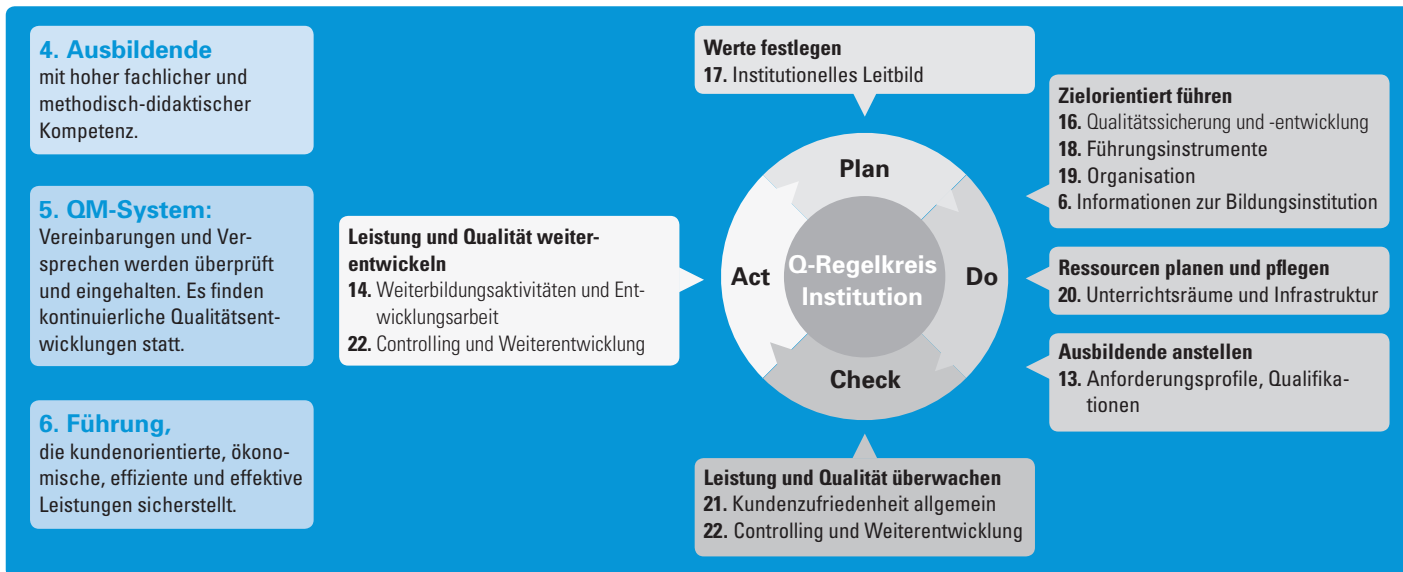 4. Ausbildende
mit hoher fachlicher und
methodisch-didaktischer
Kompetenz.
5. QM-System:
Vereinbarungen und Ver-
sprechen werden überprüft
und eingehalten. Es finden
kontinuierliche Qualitätsent-
wicklungen statt.
6. Führung,
die kundenorientierte, ökono-
mische, effiziente und effektive
Leistungen sicherstellt.
Leistung und Qualität weiter-
entwickeln
14. Weiterbildungsaktivitäten und Ent-
wicklungsarbeit
22. Controlling und Weiterentwicklung
Werte festlegen
17. Institutionelles Leitbild
Plan
Act
Q-Regelkreis
Institution
Do
Check
Zielorientiert führen
16. Qualitätssicherung und -entwicklung
18. Führungsinstrumente
19. Organisation
6. Informationen zur Bildungsinstitution
Ressourcen planen und pflegen
20. Unterrichtsräume und Infrastruktur
Ausbildende anstellen
13. Anforderungsprofile, Qualifika-
tionen
Leistung und Qualität überwachen
21. Kundenzufriedenheit allgemein
22. Controlling und Weiterentwicklung